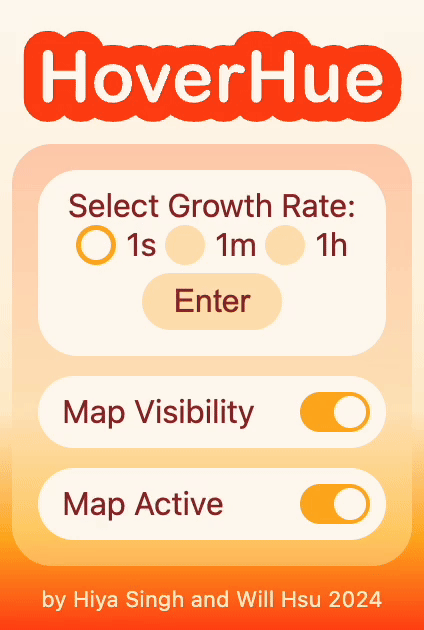 HoverHue
Select Growth Rate:
1s 1m 1h
Enter
Map Visibility
Map Active
by Hiya Singh and Will Hsu 2024